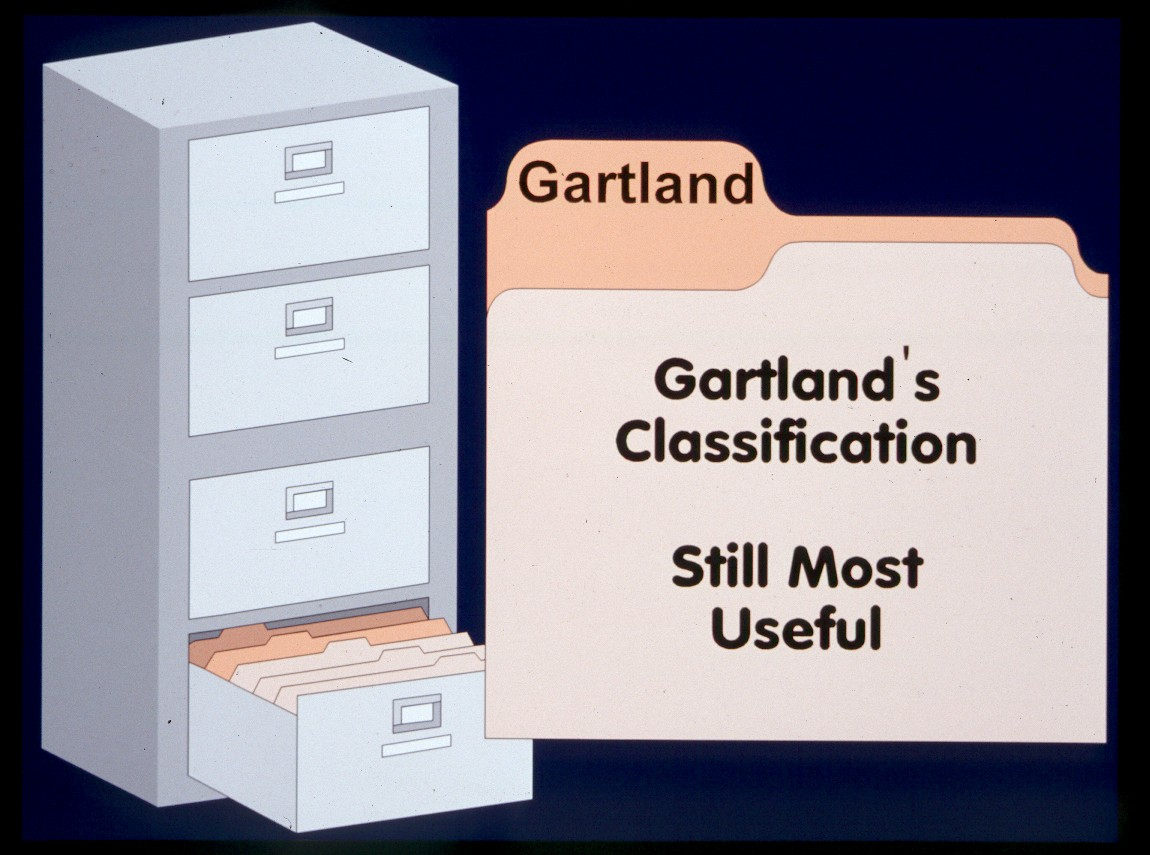 Gartland
Gartland's
Classification
Still Most
Useful